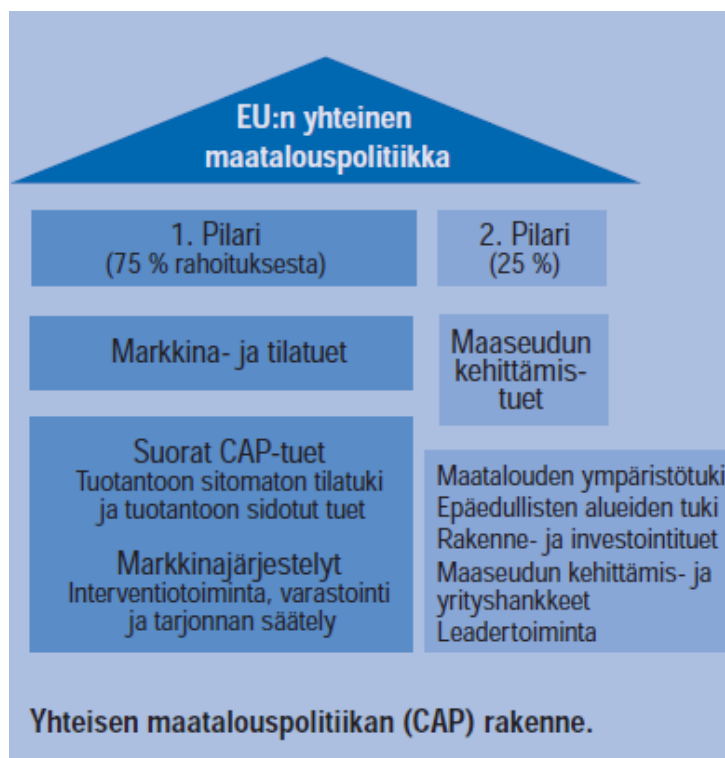 EU:n yhteinen
maatalouspolitiikka
1. Pilari
(75 % rahoituksesta)
2. Pilari
(25 %)
Markkina- ja tilatuet
Maaseudun
kehittämis-
tuet
Suorat CAP-tuet
Tuotantoon sitomaton tilatuki
ja tuotantoon sidotut tuet
Markkinajärjestelyt
Interventiotoiminta, varastointi
ja tarjonnan säätely
Maatalouden ympäristötuki
Epäedullisten alueiden tuki
Rakenne- ja investointituet
Maaseudun kehittämis- ja
yrityshankkeet
Leadertoiminta
Yhteisen maatalouspolitiikan (CAP) rakenne.